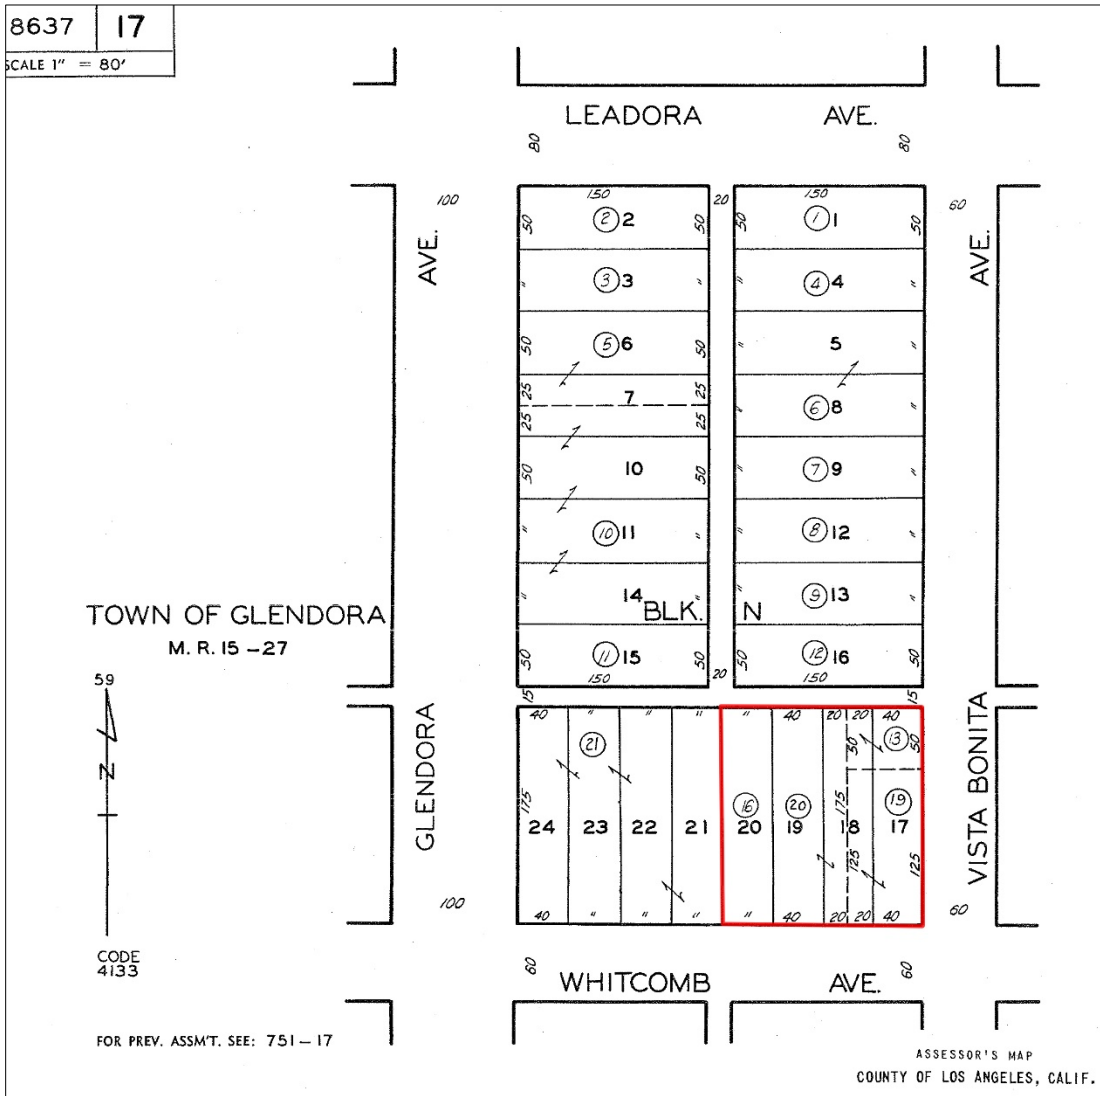 8637 17
SCALE 1" = 80'
LEADORA AVE.
80 80
100 150 20 150 60
50 2 2 50 50 1 1 50
AVE. AVE.
" 3 3 " " 4 4 "
50 5 6 50 " 5 "
25 7 25
25 25 " 6 8 "
50 10 50 " 7 9 "
" 10 11 " " 8 12 "
" 14 " " 9 13 "
BLK. N
TOWN OF GLENDORA
M. R. 15 – 27
50 11 15 50 50 12 16 50
150 20 150
59
N
15 15
GLENDORA
VISTA BONITA
40 " " " 40 20 20 40
21 50 13 50
175 16 20 175 19
24 23 22 21 20 19 18 17
125 125
40 " " " " 40 20 20 40
100 60
CODE
4133
60 60
WHITCOMB AVE.
FOR PREV. ASSM'T. SEE: 751 – 17
ASSESSOR'S MAP
COUNTY OF LOS ANGELES, CALIF.